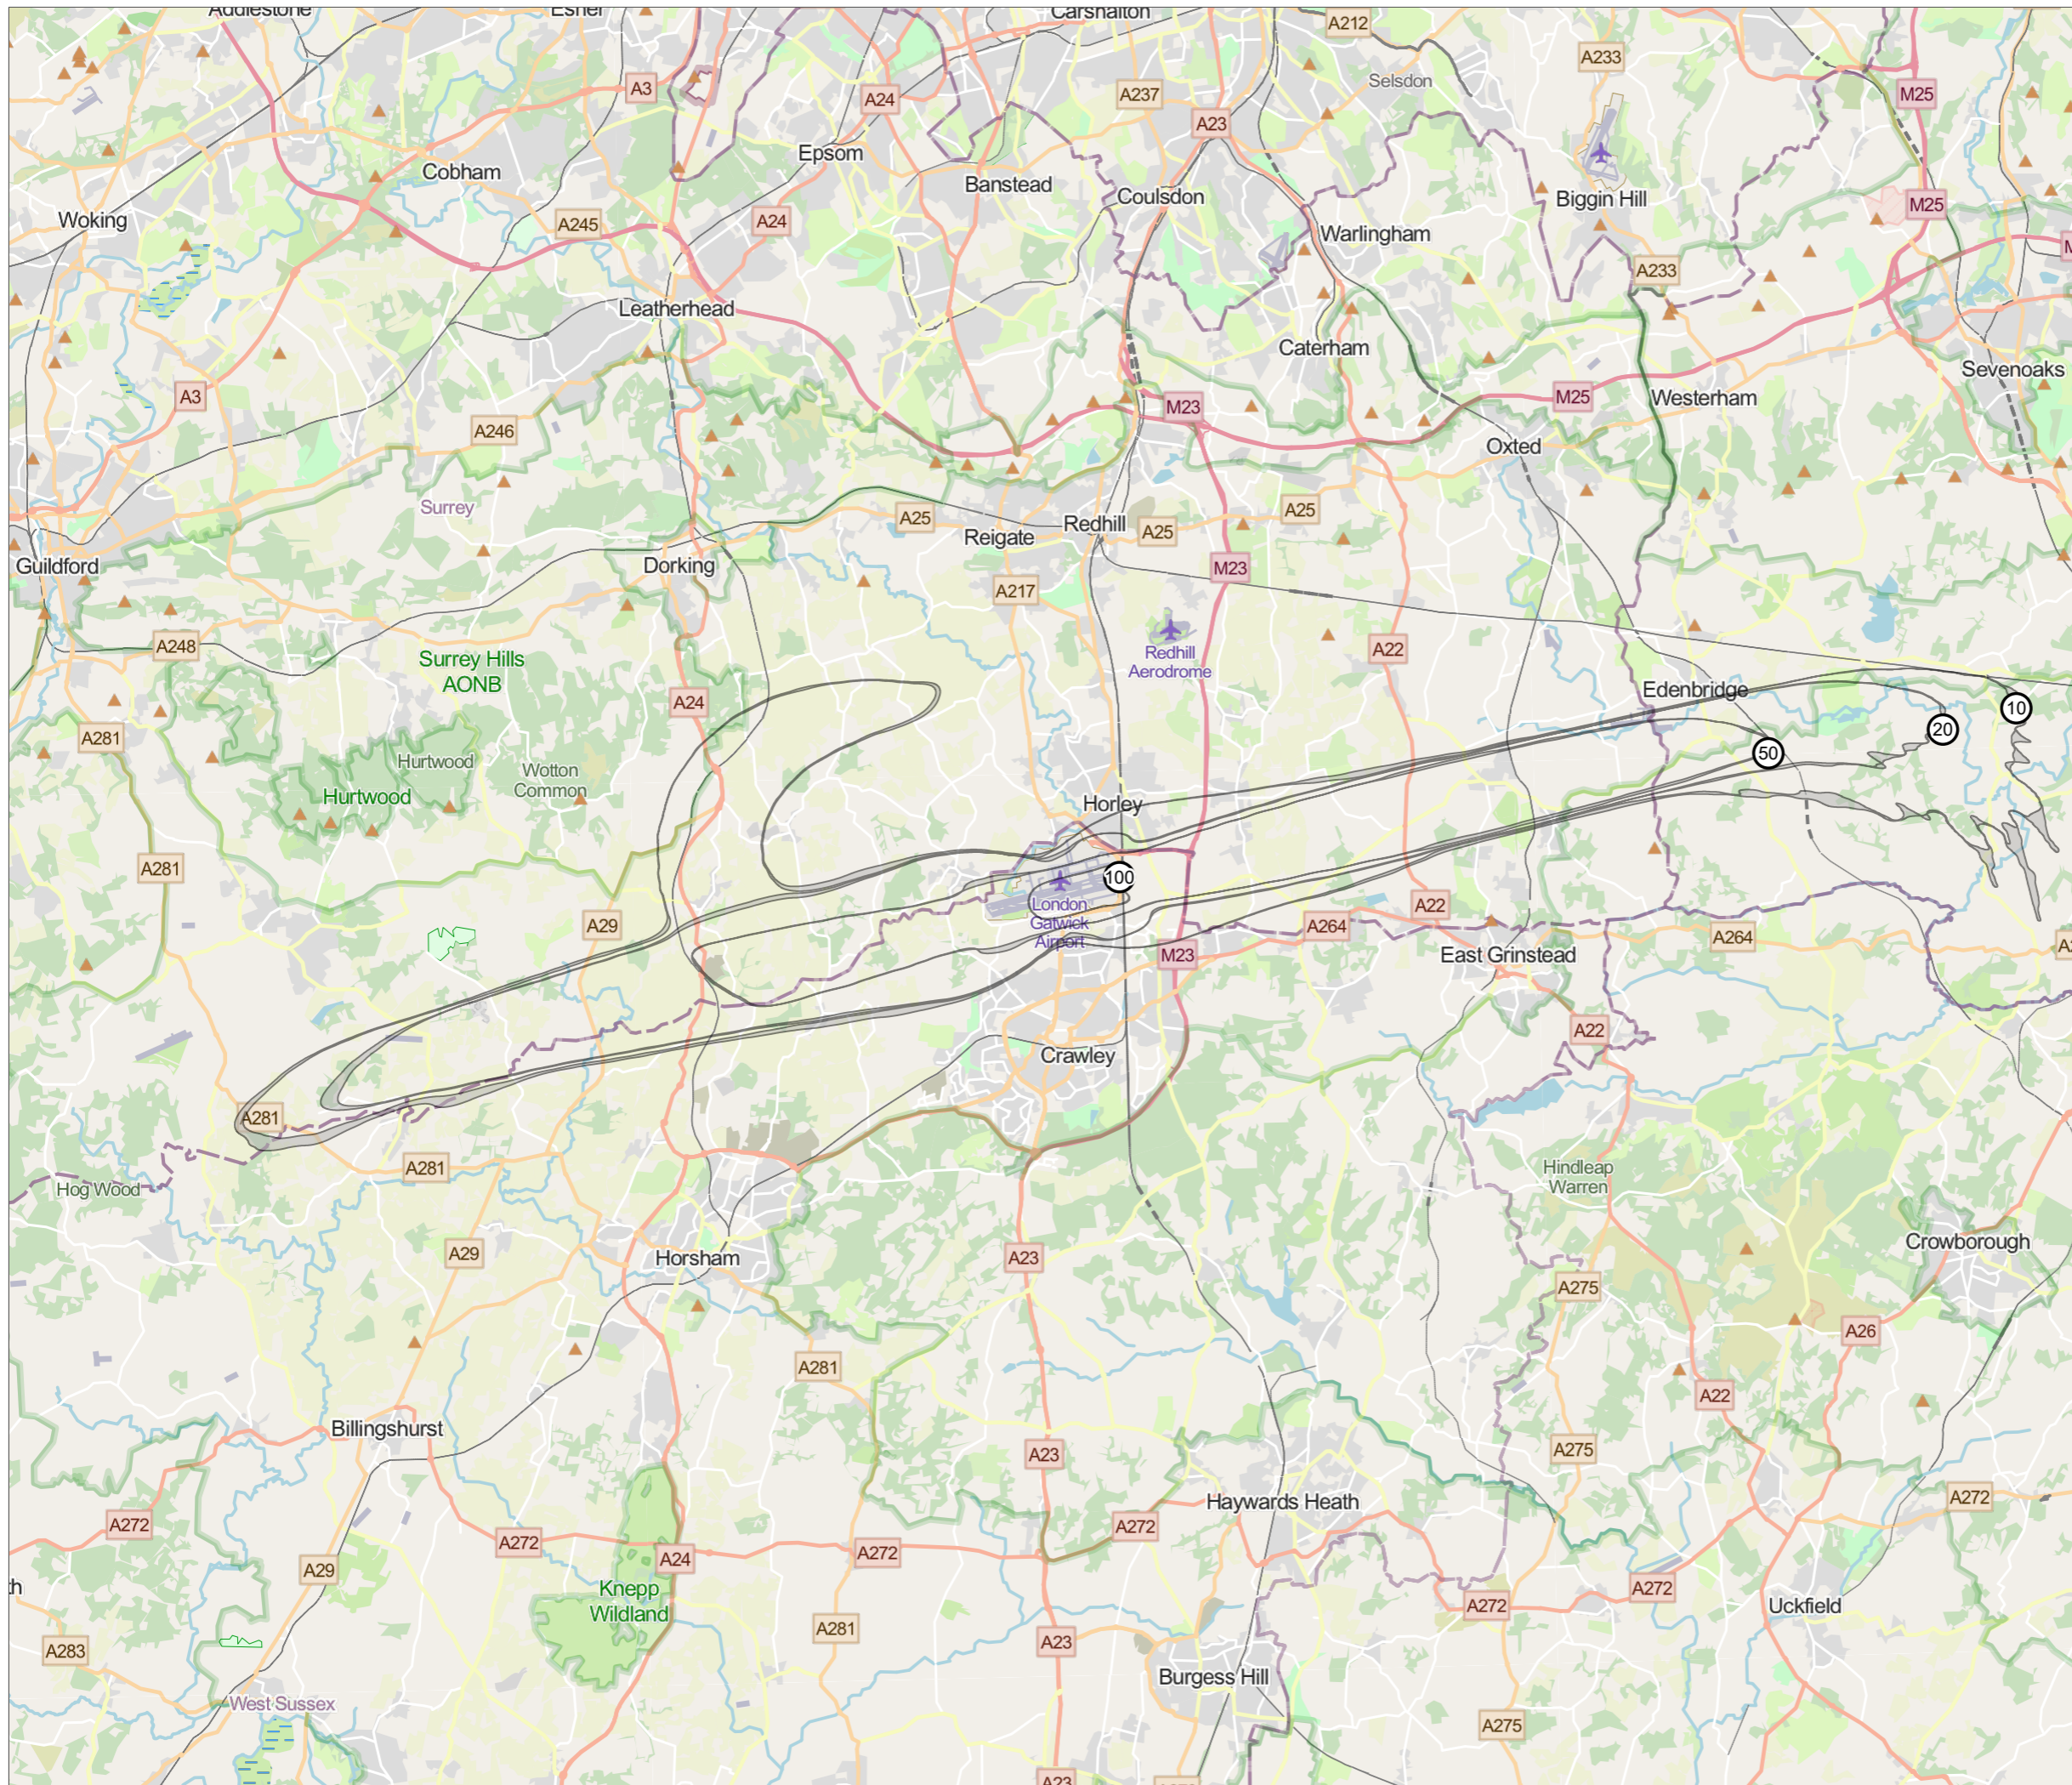 Addlestone
Esher
Carshalton
A212
A233
A3
A24
A237
Selsdon
M25
A23
Epsom
Cobham
Banstead
Coulsdon
Biggin Hill
M25
Woking
A245
A24
Warlingham
A233
Leatherhead
Caterham
Sevenoaks
A3
M23
M25
Westerham
A246
Oxted
Surrey
A25
Reigate
Redhill
A25
A25
Guildford
Dorking
M23
A217
A248
Surrey Hills
AONB
Redhill
Aerodrome
A22
Edenbridge
A24
10
20
A281
Hurtwood
Wotton
Common
50
Hurtwood
Horley
A281
100
London
Gatwick
Airport
A29
A22
A264
A264
M23
East Grinstead
A22
Crawley
A281
A281
Hog Wood
Hindleap
Warren
A29
Horsham
A23
Crowborough
A275
A26
A281
A22
Billingshurst
A23
A275
Haywards Heath
A272
A272
A272
A272
A24
A272
A29
Knepp
Wildland
A272
A272
Uckfield
A281
A283
A23
Burgess Hill
West Sussex
A275
A23